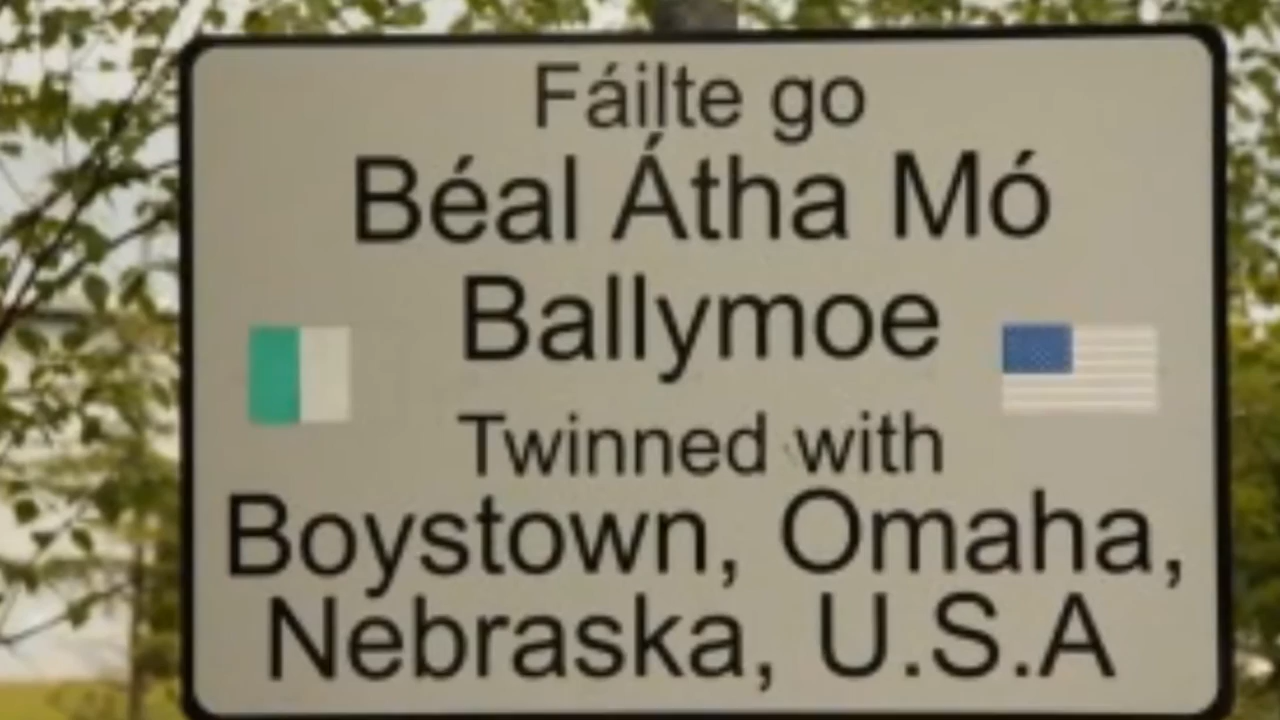 Fáilte go
Béal Átha Mó
Ballymoe
Twinned with
Boystown, Omaha,
Nebraska, U.S.A